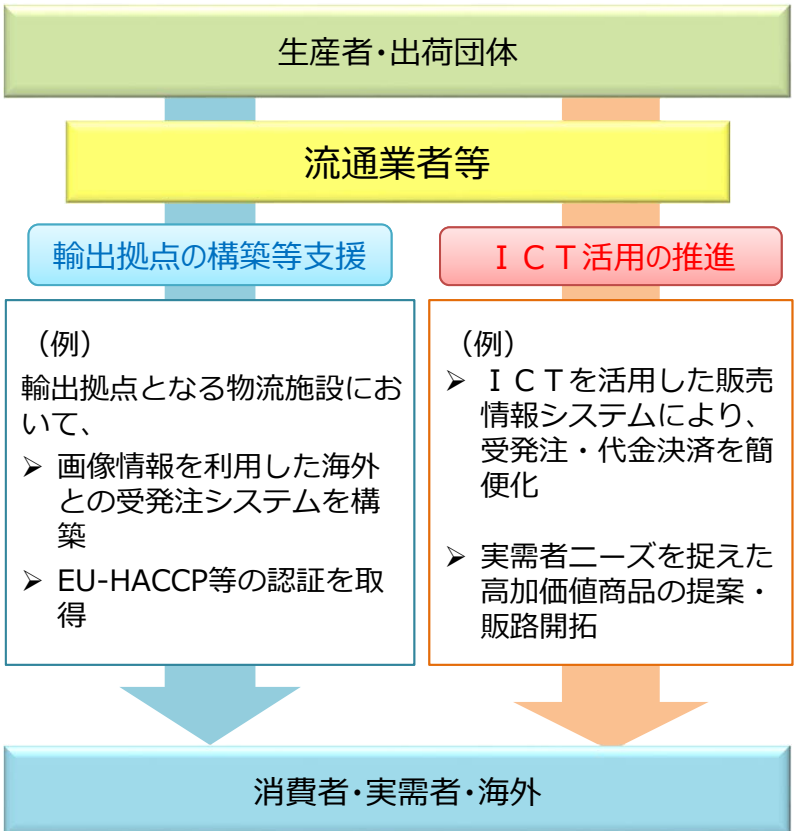 生産者･出荷団体
流通業者等
輸出拠点の構築等支援
（例）
輸出拠点となる物流施設にお
いて、
➢ 画像情報を利用した海外
との受発注システムを構
築
➢ EU-HACCP等の認証を取
得
ＩＣＴ活用の推進
（例）
➢ ＩＣＴを活用した販売
情報システムにより、
受発注・代金決済を簡
便化
➢ 実需者ニーズを捉えた
高加価値商品の提案・
販路開拓
消費者･実需者･海外